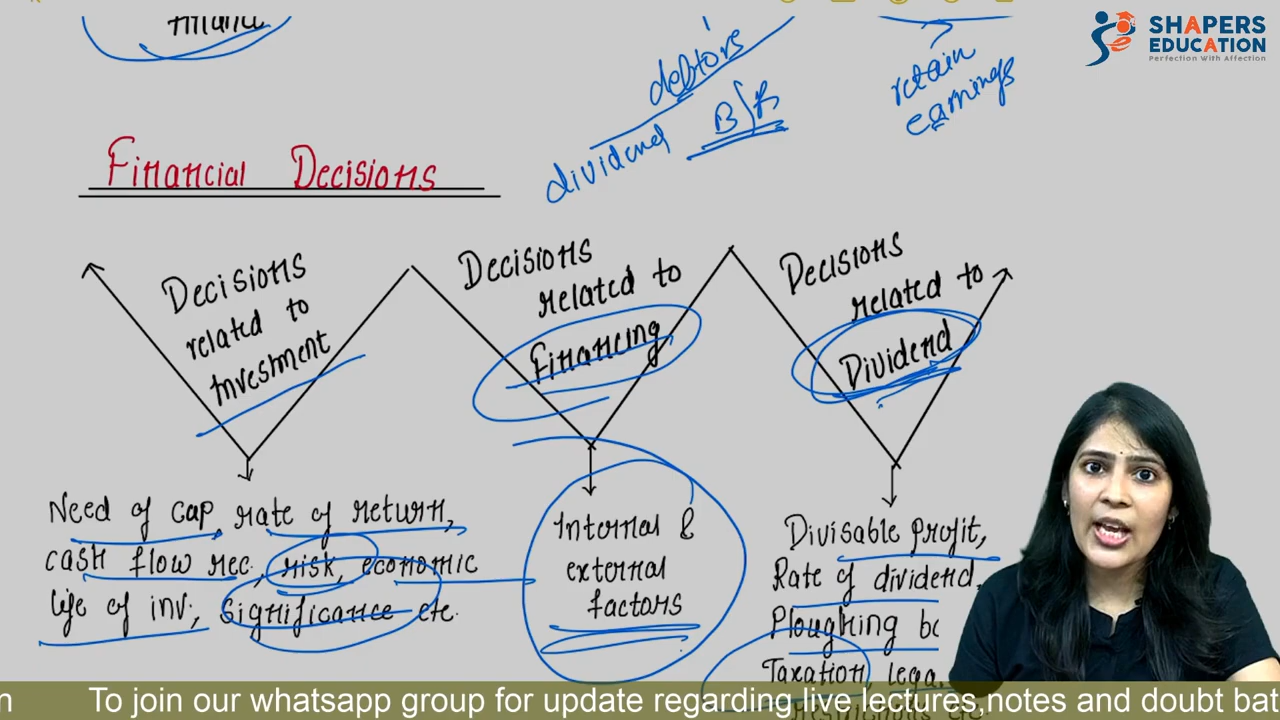 Finance
debtors
dividend B/R
retain
earnings
SHAPERS
EDUCATION
Perfection With Affection
Financial Decisions
Decisions
related to
Investment
Decisions
related to
Financing
Decisions
related to
Dividend
Need of cap, rate of return,
cash flow rec, risk, economic
life of inv, significance etc.
Internal &
external
factors
Divisable profit,
Rate of dividend,
Ploughing
Taxation,
To join our whatsapp group for update regarding live lectures,notes and doubt bat